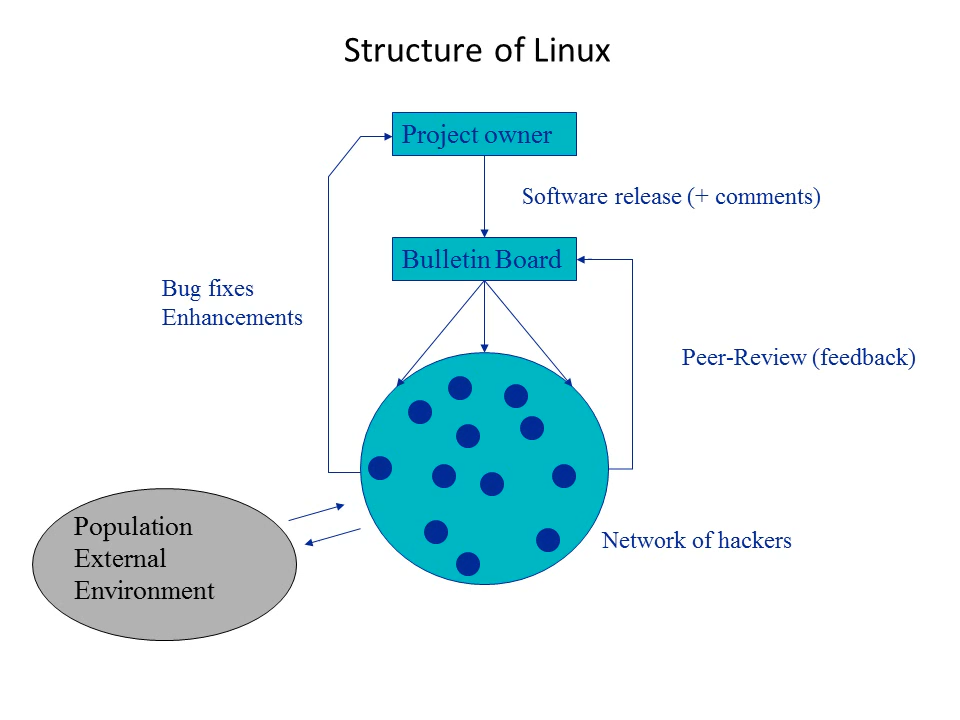 Structure of Linux
Project owner
Software release (+ comments)
Bulletin Board
Bug fixes
Enhancements
Peer-Review (feedback)
Population
External
Environment
Network of hackers